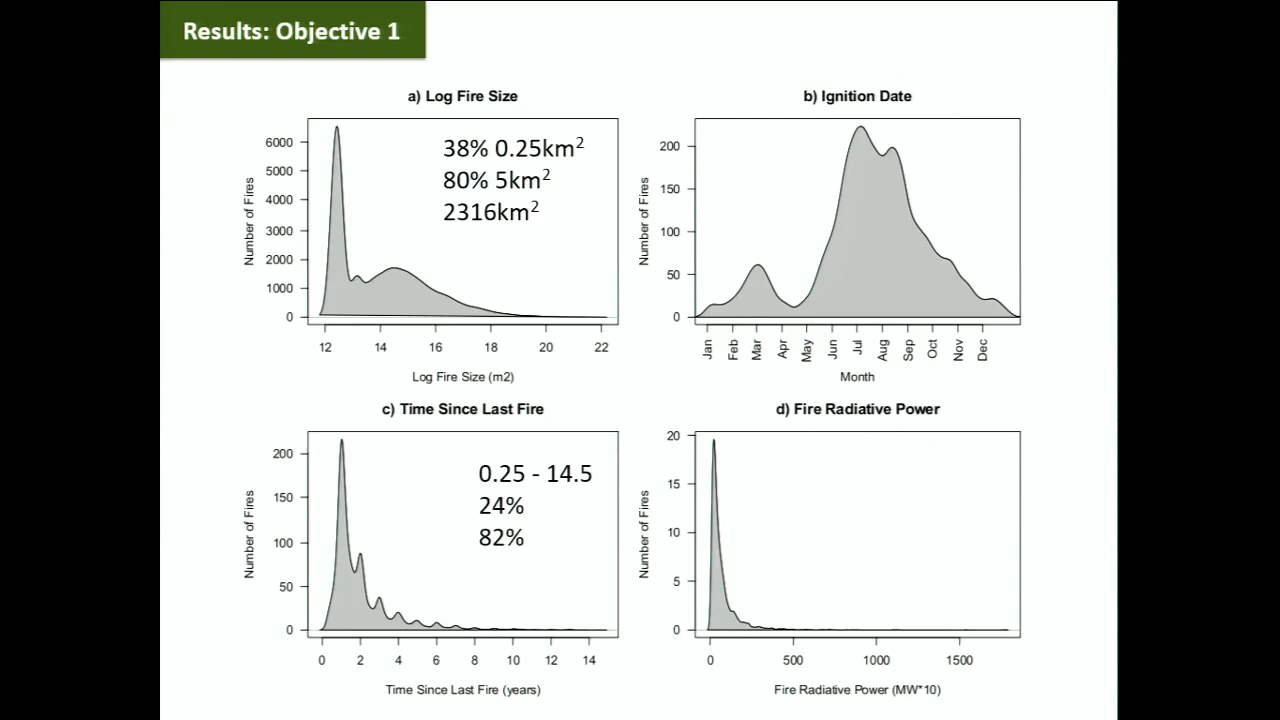 Results: Objective 1
a) Log Fire Size
Number of Fires
6000
5000
4000
3000
2000
1000
0
38% 0.25km²
80% 5km²
2316km²
12 14 16 18 20 22
Log Fire Size (m2)
b) Ignition Date
Number of Fires
200
150
100
50
0
Jan Feb Mar Apr May Jun Jul Aug Sep Oct Nov Dec
Month
c) Time Since Last Fire
Number of Fires
200
150
100
50
0
0.25 - 14.5
24%
82%
0 2 4 6 8 10 12 14
Time Since Last Fire (years)
d) Fire Radiative Power
Number of Fires
20
15
10
5
0
0 500 1000 1500
Fire Radiative Power (MW*10)